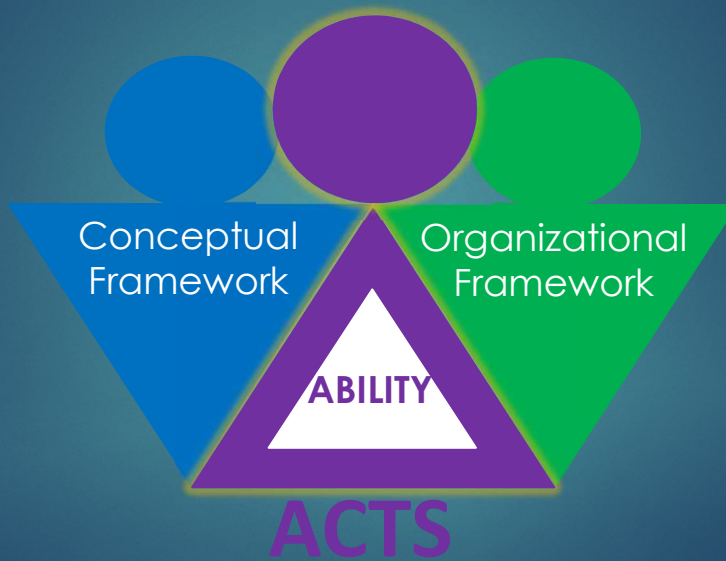 Conceptual
Framework
Organizational
Framework
ABILITY
ACTS